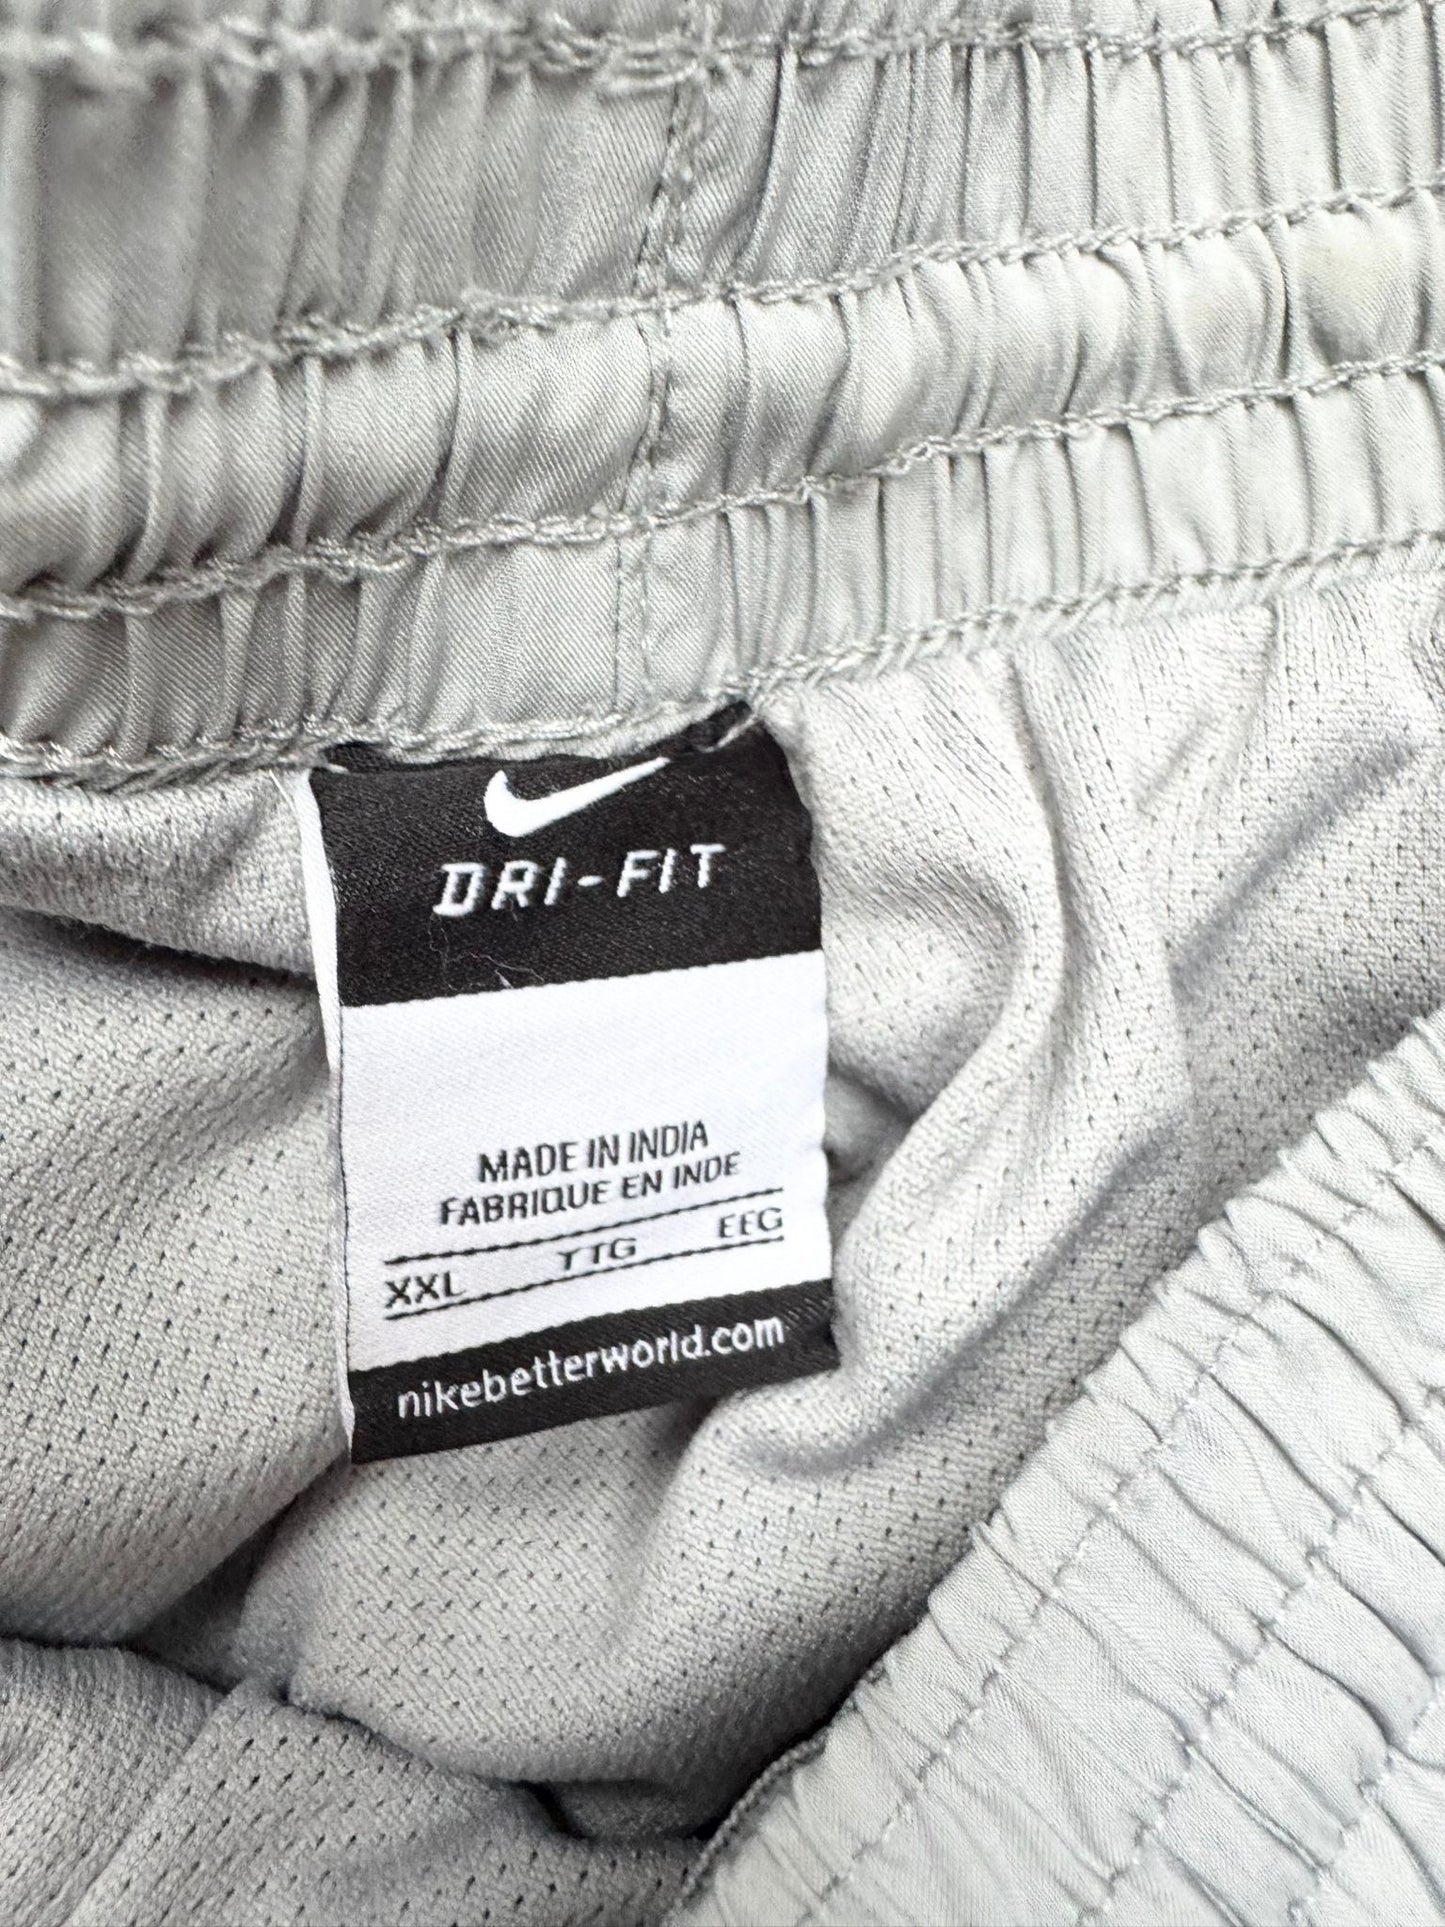 DRI-FIT
MADE IN INDIA
FABRIQUE EN INDE
XXL TTG EEG
nikebetterworld.com